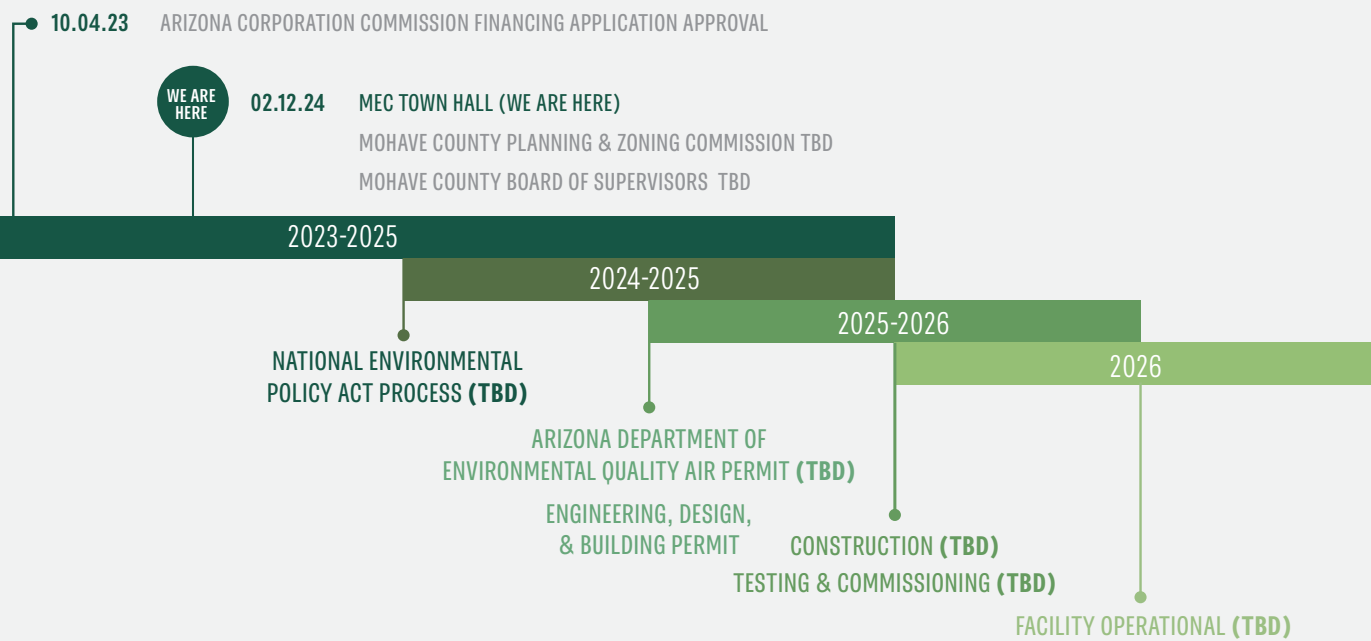 10.04.23 ARIZONA CORPORATION COMMISSION FINANCING APPLICATION APPROVAL
WE ARE
HERE
02.12.24 MEC TOWN HALL (WE ARE HERE)
MOHAVE COUNTY PLANNING & ZONING COMMISSION TBD
MOHAVE COUNTY BOARD OF SUPERVISORS TBD
2023-2025
2024-2025
2025-2026
2026
NATIONAL ENVIRONMENTAL
POLICY ACT PROCESS (TBD)
ARIZONA DEPARTMENT OF
ENVIRONMENTAL QUALITY AIR PERMIT (TBD)
ENGINEERING, DESIGN,
& BUILDING PERMIT
CONSTRUCTION (TBD)
TESTING & COMMISSIONING (TBD)
FACILITY OPERATIONAL (TBD)